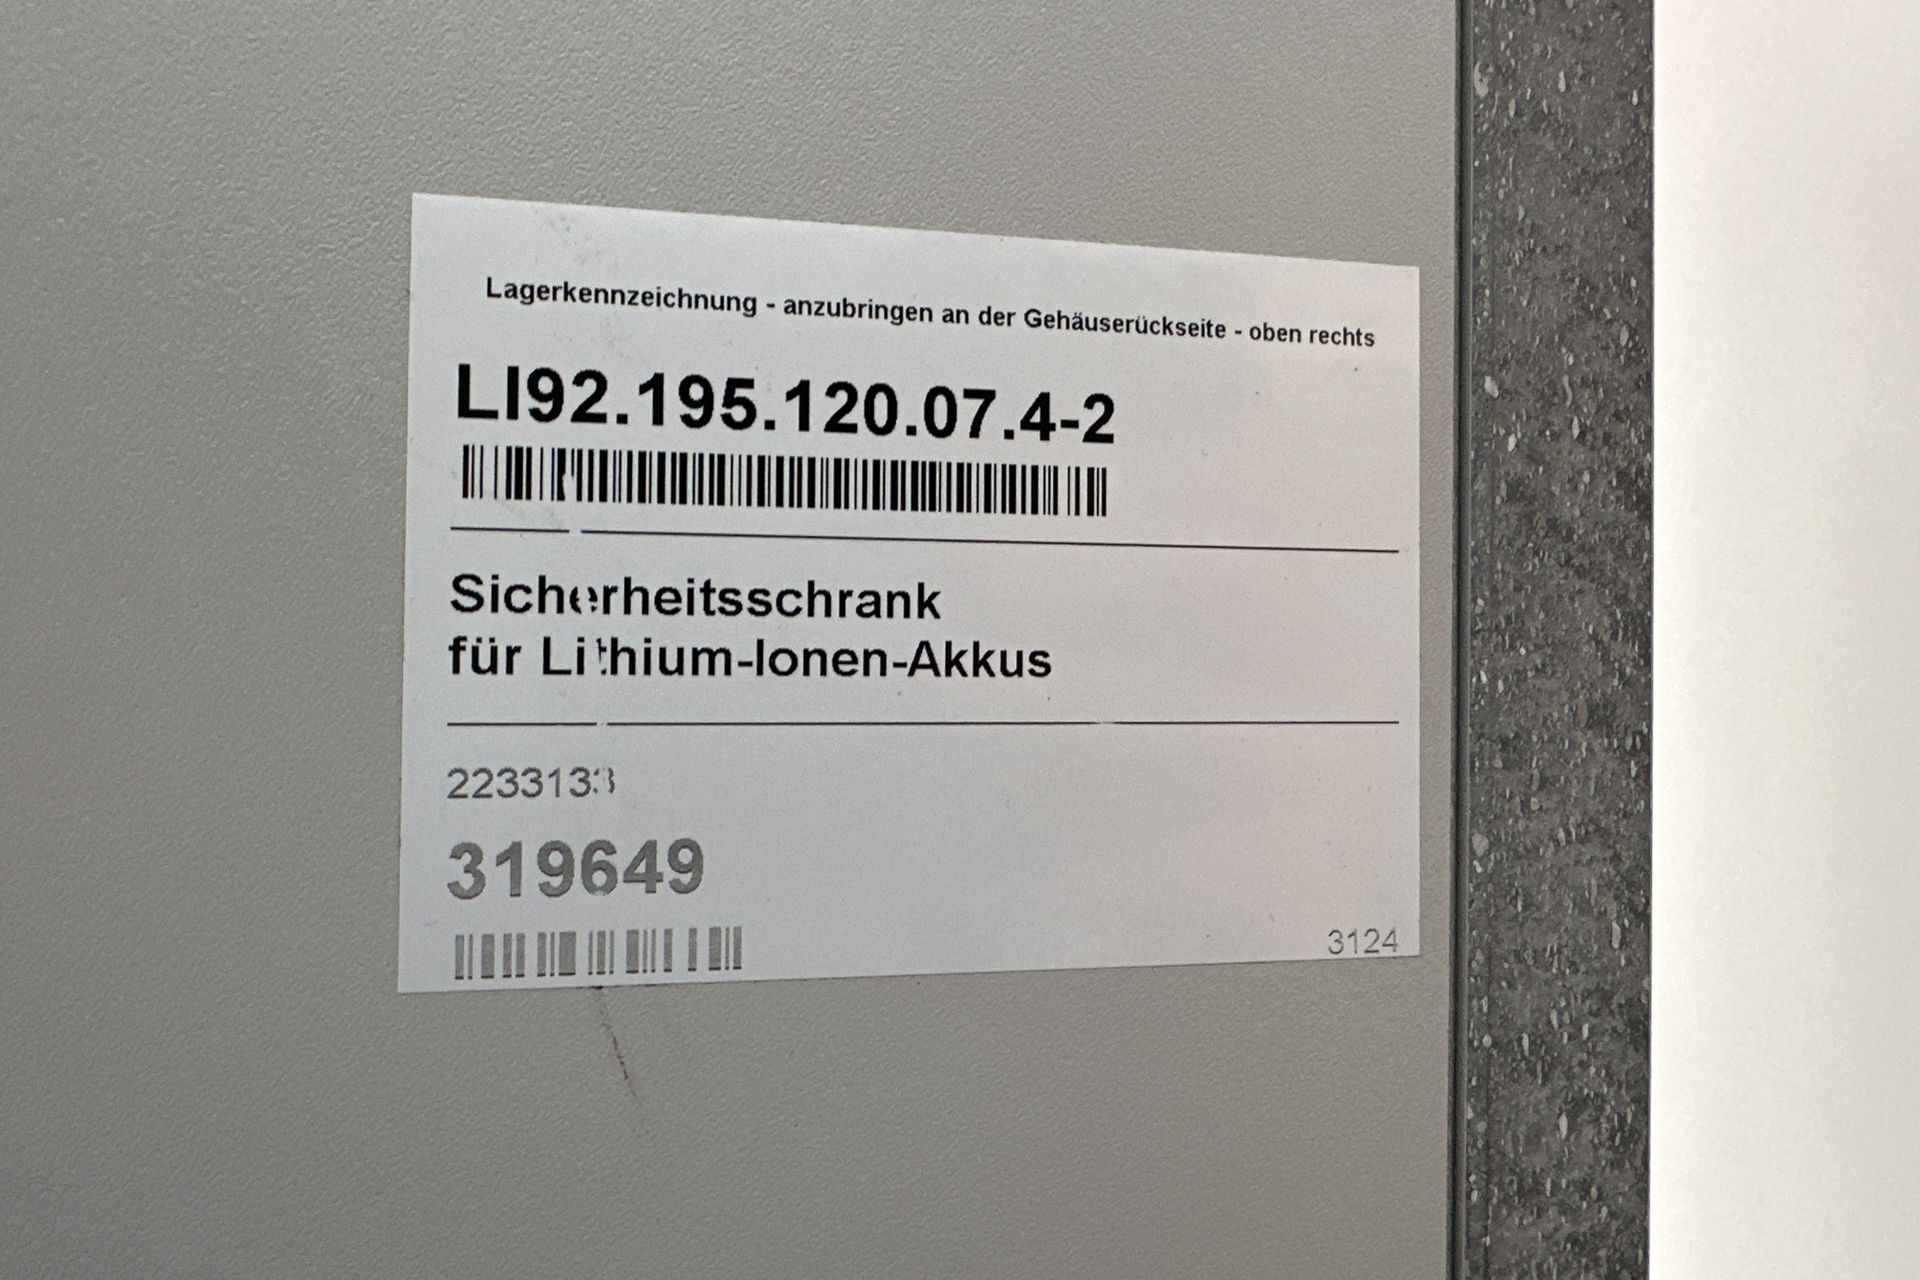 Lagerkennzeichnung - anzubringen an der Gehäuserückseite - oben rechts
LI92.195.120.07.4-2
Sicherheitsschrank
für Lithium-Ionen-Akkus
22331333
319649
3124